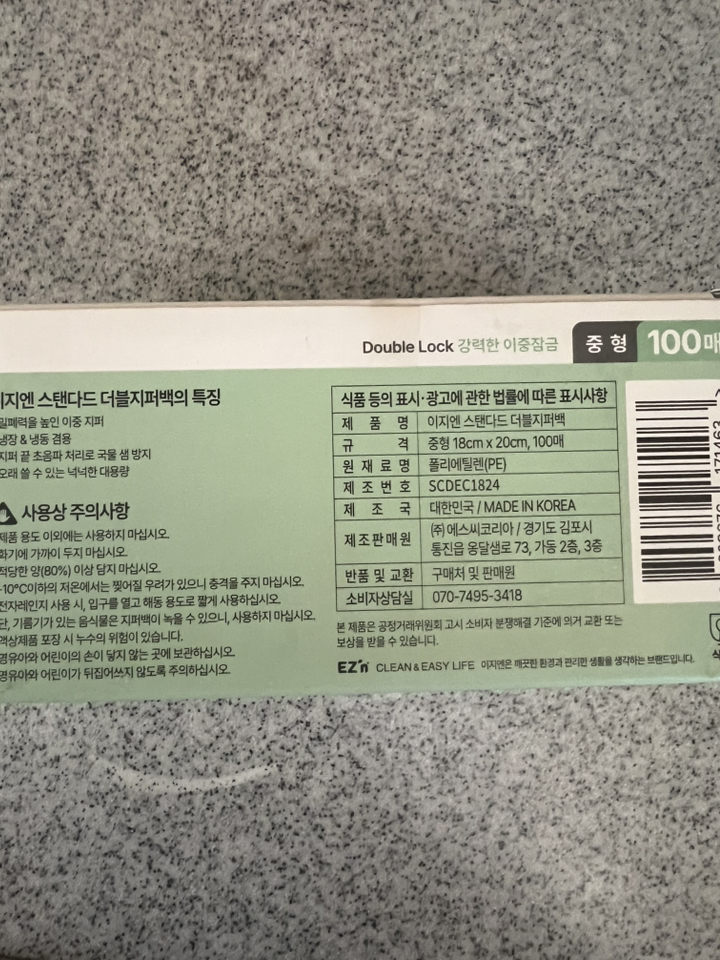 Double Lock 강력한 이중잠금
중형
100매
이지엔 스탠다드 더블지퍼백의 특징
밀폐력을 높인 이중 지퍼
냉장 & 냉동 겸용
지퍼 끝 초음파 처리로 국물 샘 방지
오래 쓸 수 있는 넉넉한 대용량
사용상 주의사항
제품 용도 이외에는 사용하지 마십시오.
화기에 가까이 두지 마십시오.
적당한 양(80%) 이상 담지 마십시오.
-10°C이하의 저온에서는 찢어질 우려가 있으니 충격을 주지 마십시오.
전자레인지 사용 시, 입구를 열고 해동 용도로 짧게 사용하십시오.
단, 기름기가 있는 음식물은 지퍼백이 녹을 수 있으니, 사용하지 마십시오.
액상제품 포장 시 누수의 위험이 있습니다.
영유아와 어린이의 손이 닿지 않는 곳에 보관하십시오.
영유아와 어린이가 뒤집어쓰지 않도록 주의하십시오.
식품 등의 표시·광고에 관한 법률에 따른 표시사항
제품명 이지엔 스탠다드 더블지퍼백
규격 중형 18cm x 20cm, 100매
원재료명 폴리에틸렌(PE)
제조번호 SCDEC1824
제조국 대한민국 / MADE IN KOREA
제조판매원 (주) 에스씨코리아 / 경기도 김포시
통진읍 옹달샘로 73, 가동 2층, 3층
반품 및 교환 구매처 및 판매원
소비자상담실 070-7495-3418
본 제품은 공정거래위원회 고시 소비자 분쟁해결 기준에 의거 교환 또는
보상을 받을 수 있습니다.
EZ'n CLEAN & EASY LIFE 이지엔은 깨끗한 환경과 편리한 생활을 생각하는 브랜드입니다.